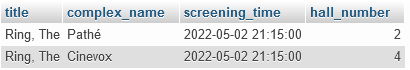 title complex_name screening_time hall_number
Ring, The Pathé 2022-05-02 21:15:00 2
Ring, The Cinevox 2022-05-02 21:15:00 4